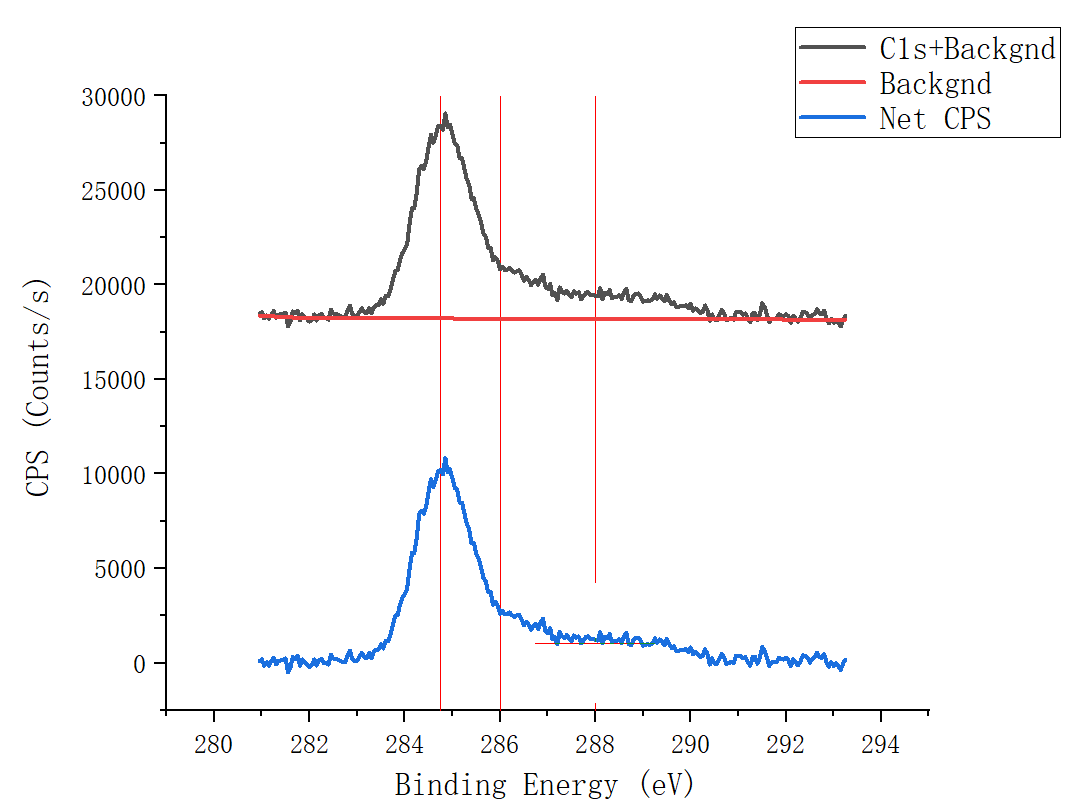 C1s+Backgnd
Backgnd
Net CPS
30000
25000
20000
15000
10000
5000
0
CPS (Counts/s)
280 282 284 286 288 290 292 294
Binding Energy (eV)